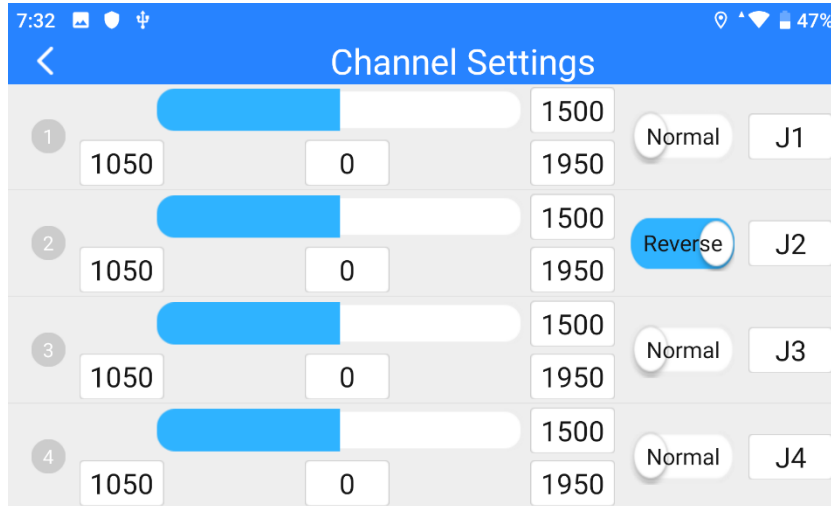 7:32 47%
Channel Settings
1 1500 Normal J1
1050 0 1950
2 1500 Reverse J2
1050 0 1950
3 1500 Normal J3
1050 0 1950
4 1500 Normal J4
1050 0 1950